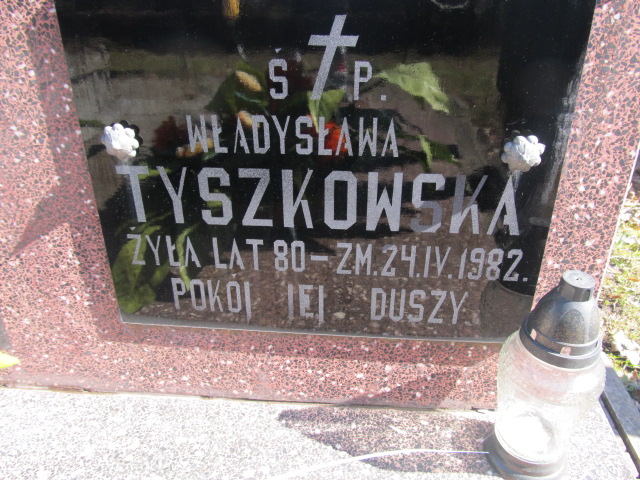 Ś P.
WŁADYSŁAWA
TYSZKOWSKA
ŻYŁA LAT 80 – ZM. 24.IV.1982.
POKÓJ JEJ DUSZY